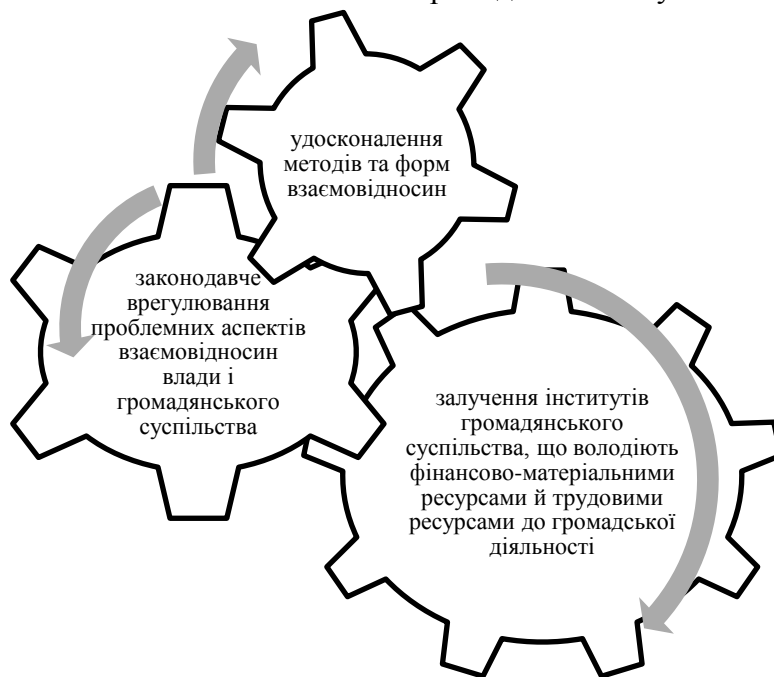 удосконалення
методів та форм
взаємовідносин
законодавче
врегулювання
проблемних аспектів
взаємовідносин
влади і
громадянського
суспільства
залучення інститутів
громадянського
суспільства, що володіють
фінансово-матеріальними
ресурсами й трудовими
ресурсами до громадської
діяльності